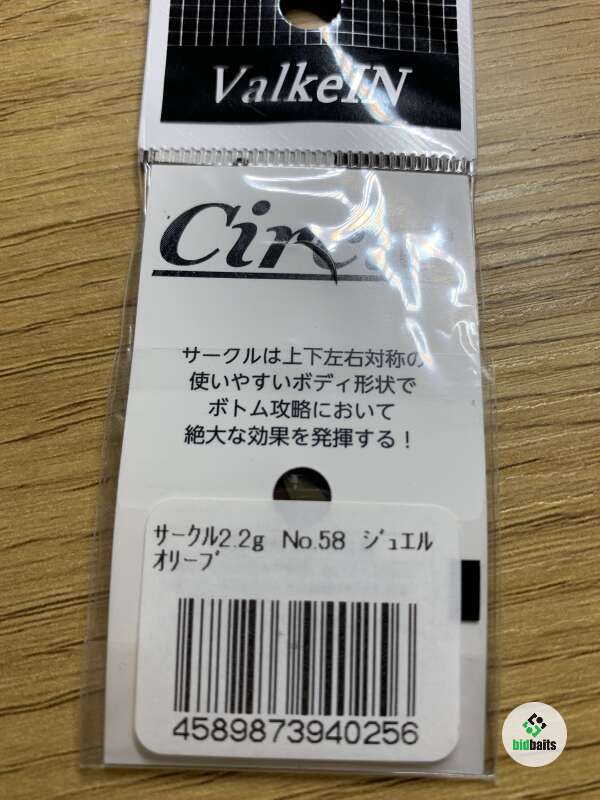 ValkeIN
サークルは上下左右対称の
使いやすいボディ形状で
ボトム攻略において
絶大な効果を発揮する！
サークル2.2g No.58 ジュエル
オリーブ
4589873940256
bidbaits